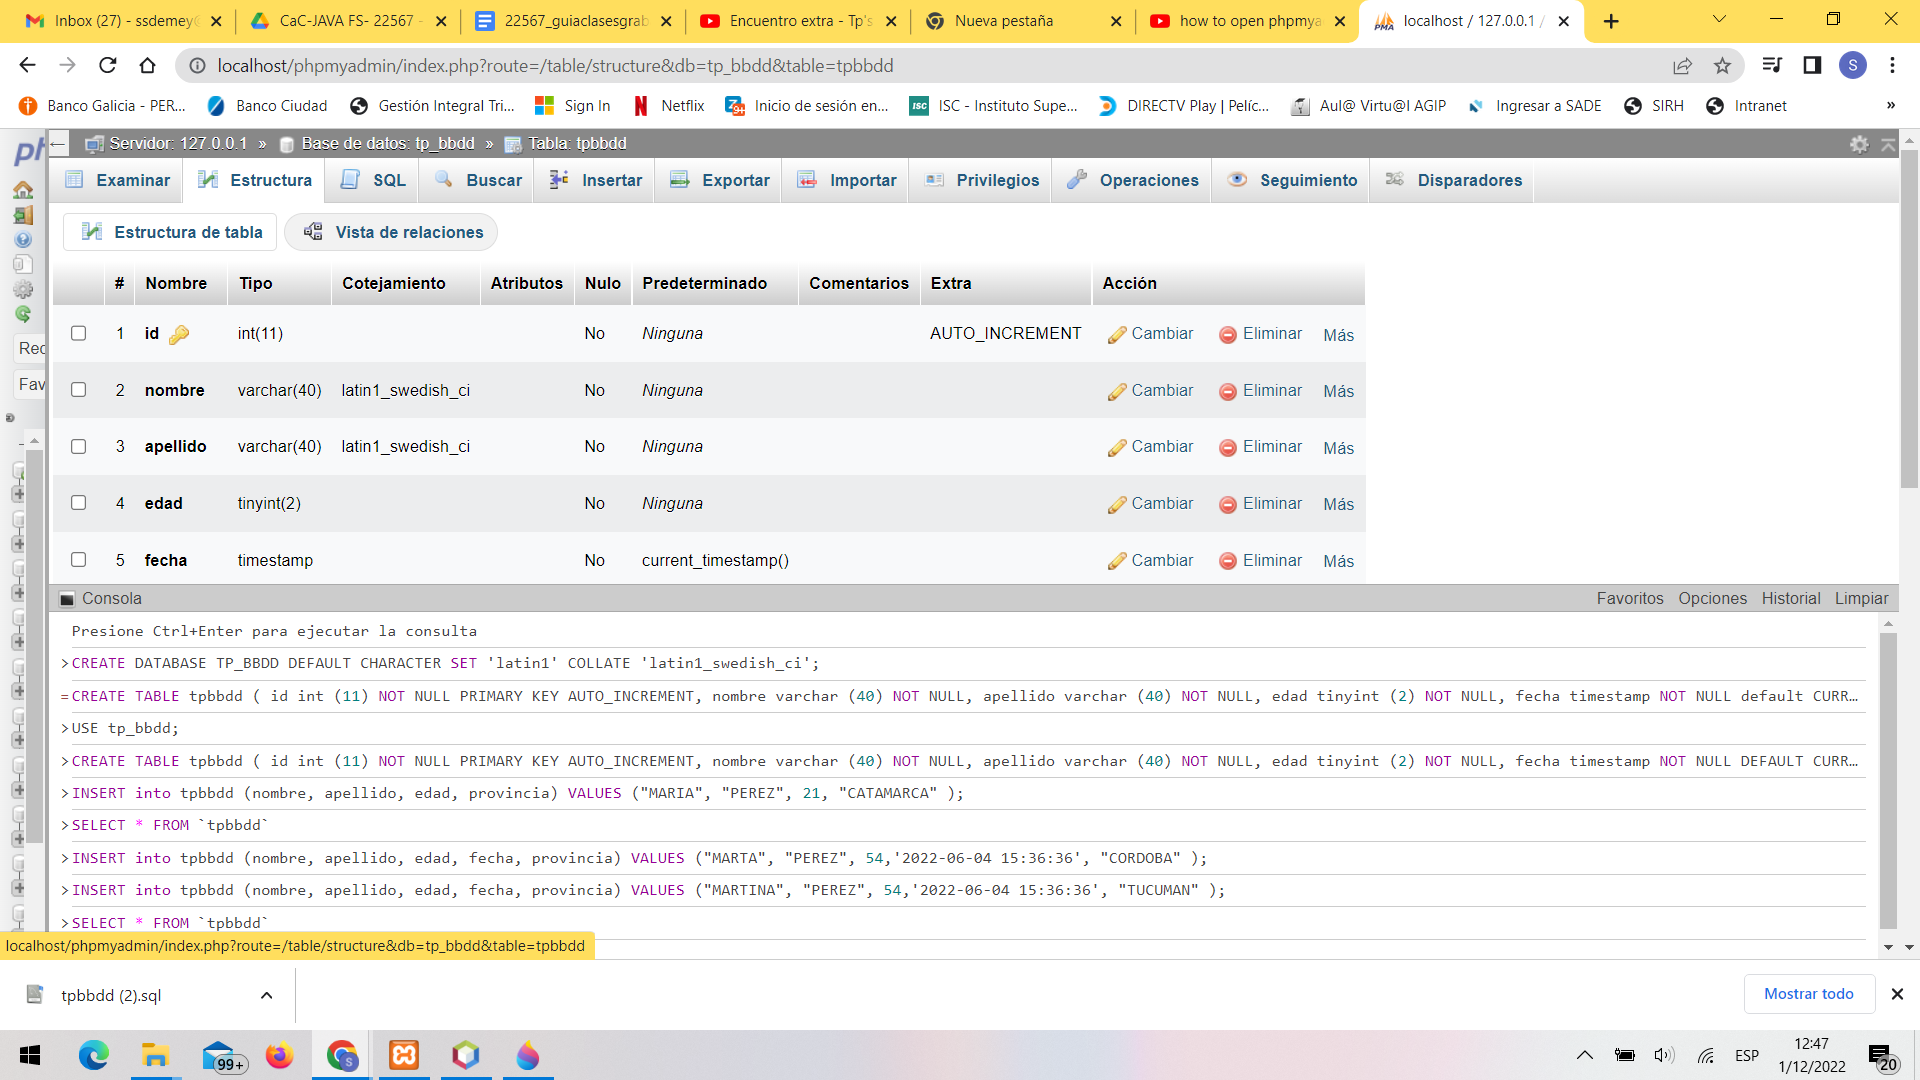 Inbox (27) - ssdemey@
CaC-JAVA FS- 22567 -
22567_guiaclasesgrab
Encuentro extra - Tp's
Nueva pestaña
how to open phpmya
localhost / 127.0.0.1 /
localhost/phpmyadmin/index.php?route=/table/structure&db=tp_bbdd&table=tpbbdd
S
Banco Galicia - PER... Banco Ciudad Gestión Integral Tri... Sign In Netflix Inicio de sesión en... ISC - Instituto Supe... DIRECTV Play | Pelíc... Aul@ Virtu@l AGIP Ingresar a SADE SIRH Intranet »
Servidor: 127.0.0.1 » Base de datos: tp_bbdd » Tabla: tpbbdd
Examinar Estructura SQL Buscar Insertar Exportar Importar Privilegios Operaciones Seguimiento Disparadores
Estructura de tabla Vista de relaciones
# Nombre Tipo Cotejamiento Atributos Nulo Predeterminado Comentarios Extra Acción
1 id int(11) No Ninguna AUTO_INCREMENT Cambiar Eliminar Más
2 nombre varchar(40) latin1_swedish_ci No Ninguna Cambiar Eliminar Más
3 apellido varchar(40) latin1_swedish_ci No Ninguna Cambiar Eliminar Más
4 edad tinyint(2) No Ninguna Cambiar Eliminar Más
5 fecha timestamp No current_timestamp() Cambiar Eliminar Más
ph
Rec
Fav
Consola Favoritos Opciones Historial Limpiar
Presione Ctrl+Enter para ejecutar la consulta
>CREATE DATABASE TP_BBDD DEFAULT CHARACTER SET 'latin1' COLLATE 'latin1_swedish_ci';
=CREATE TABLE tpbbdd ( id int (11) NOT NULL PRIMARY KEY AUTO_INCREMENT, nombre varchar (40) NOT NULL, apellido varchar (40) NOT NULL, edad tinyint (2) NOT NULL, fecha timestamp NOT NULL default CURR…
>USE tp_bbdd;
>CREATE TABLE tpbbdd ( id int (11) NOT NULL PRIMARY KEY AUTO_INCREMENT, nombre varchar (40) NOT NULL, apellido varchar (40) NOT NULL, edad tinyint (2) NOT NULL, fecha timestamp NOT NULL DEFAULT CURR…
>INSERT into tpbbdd (nombre, apellido, edad, provincia) VALUES ("MARIA", "PEREZ", 21, "CATAMARCA" );
>SELECT * FROM `tpbbdd`
>INSERT into tpbbdd (nombre, apellido, edad, fecha, provincia) VALUES ("MARTA", "PEREZ", 54,'2022-06-04 15:36:36', "CORDOBA" );
>INSERT into tpbbdd (nombre, apellido, edad, fecha, provincia) VALUES ("MARTINA", "PEREZ", 54,'2022-06-04 15:36:36', "TUCUMAN" );
>SELECT * FROM `tpbbdd`
localhost/phpmyadmin/index.php?route=/table/structure&db=tp_bbdd&table=tpbbdd
tpbbdd (2).sql
Mostrar todo
99+
S
ESP
12:47
1/12/2022
20